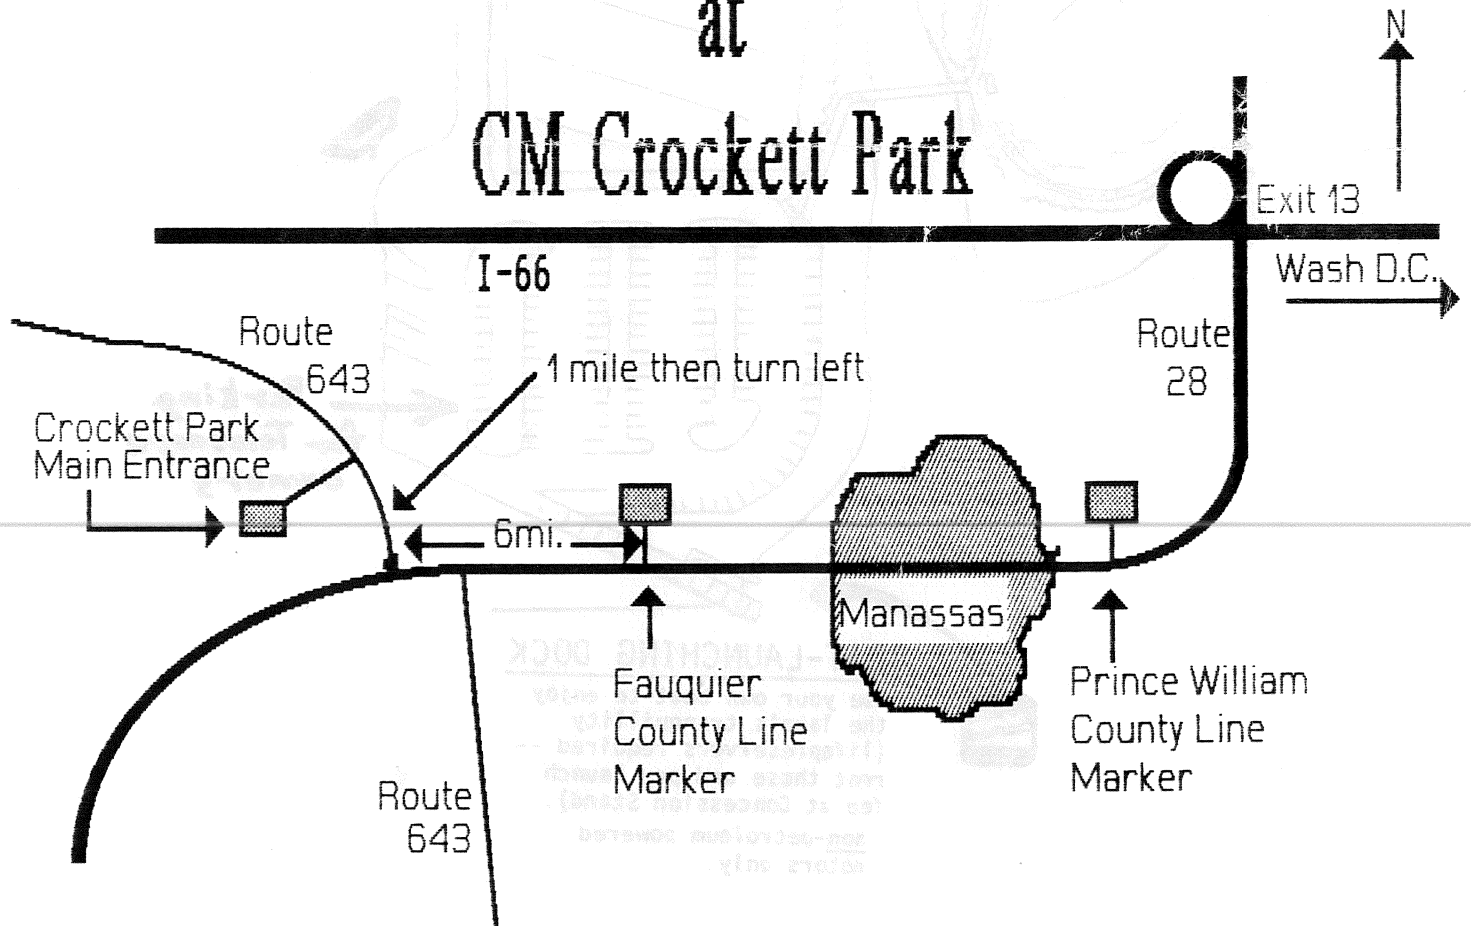 at
CM Crockett Park
N
Exit 13
I-66
Wash D.C.
Route
643
1 mile then turn left
Route
28
Crockett Park
Main Entrance
6mi.
Manassas
Fauquier
County Line
Marker
Prince William
County Line
Marker
Route
643